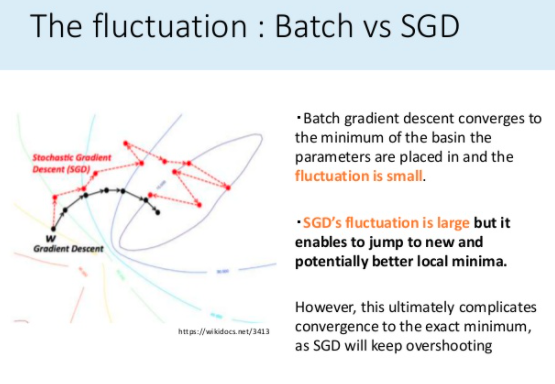 The fluctuation : Batch vs SGD
Stochastic Gradient
Descent (SGD)
W
Gradient Descent
https://wikidocs.net/3413
・Batch gradient descent converges to
the minimum of the basin the
parameters are placed in and the
fluctuation is small.
・SGD's fluctuation is large but it
enables to jump to new and
potentially better local minima.
However, this ultimately complicates
convergence to the exact minimum,
as SGD will keep overshooting